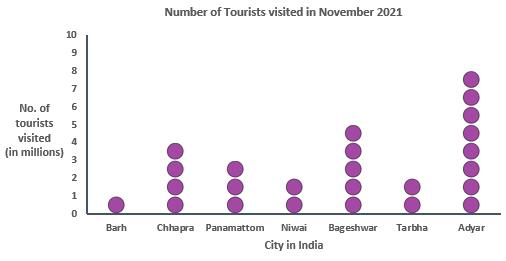 Number of Tourists visited in November 2021
10
9
8
7
6
5
4
3
2
1
0
No. of
tourists
visited
(in millions)
Barh Chhapra Panamattom Niwai Bageshwar Tarbha Adyar
City in India